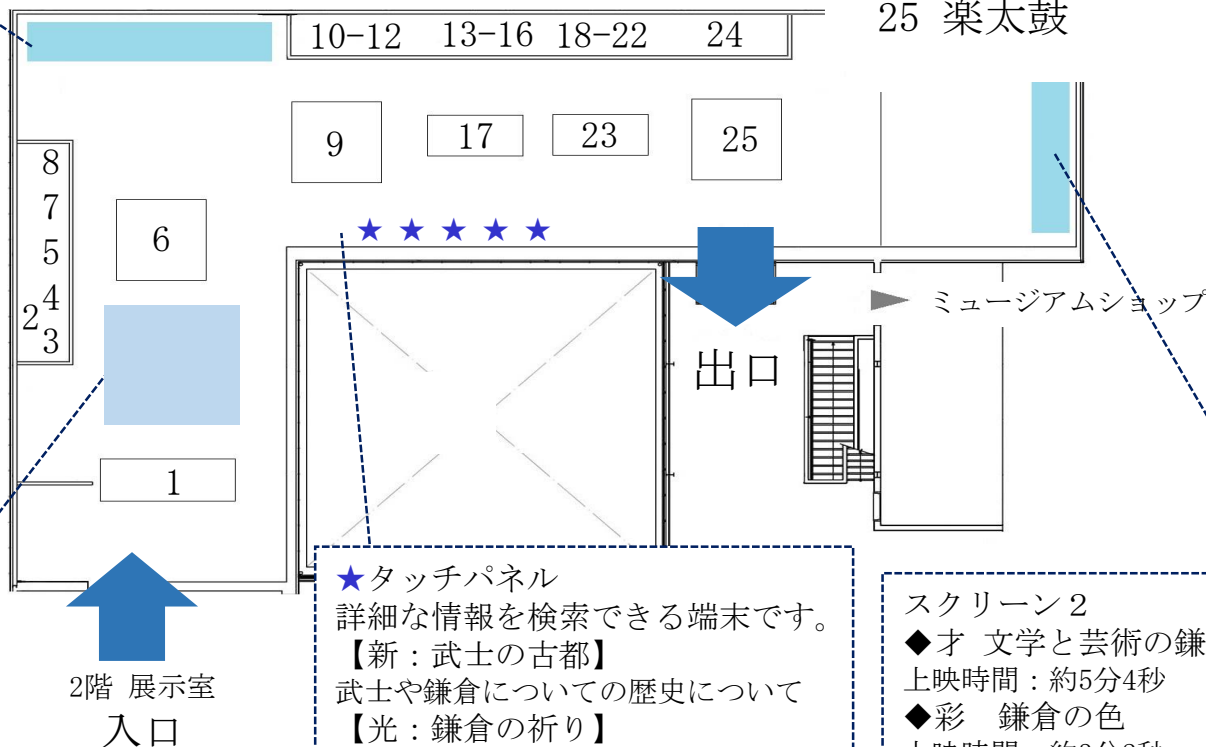 25 楽太鼓
10-12 13-16 18-22 24
9 17 23 25
8
7
5
4
2
3
6
1
★ ★ ★ ★ ★
ミュージアムショップ
出口
2階 展示室
入口
★タッチパネル
詳細な情報を検索できる端末です。
【新：武士の古都】
武士や鎌倉についての歴史について
【光：鎌倉の祈り】
スクリーン２
◆才 文学と芸術の鎌
上映時間：約5分4秒
◆彩 鎌倉の色